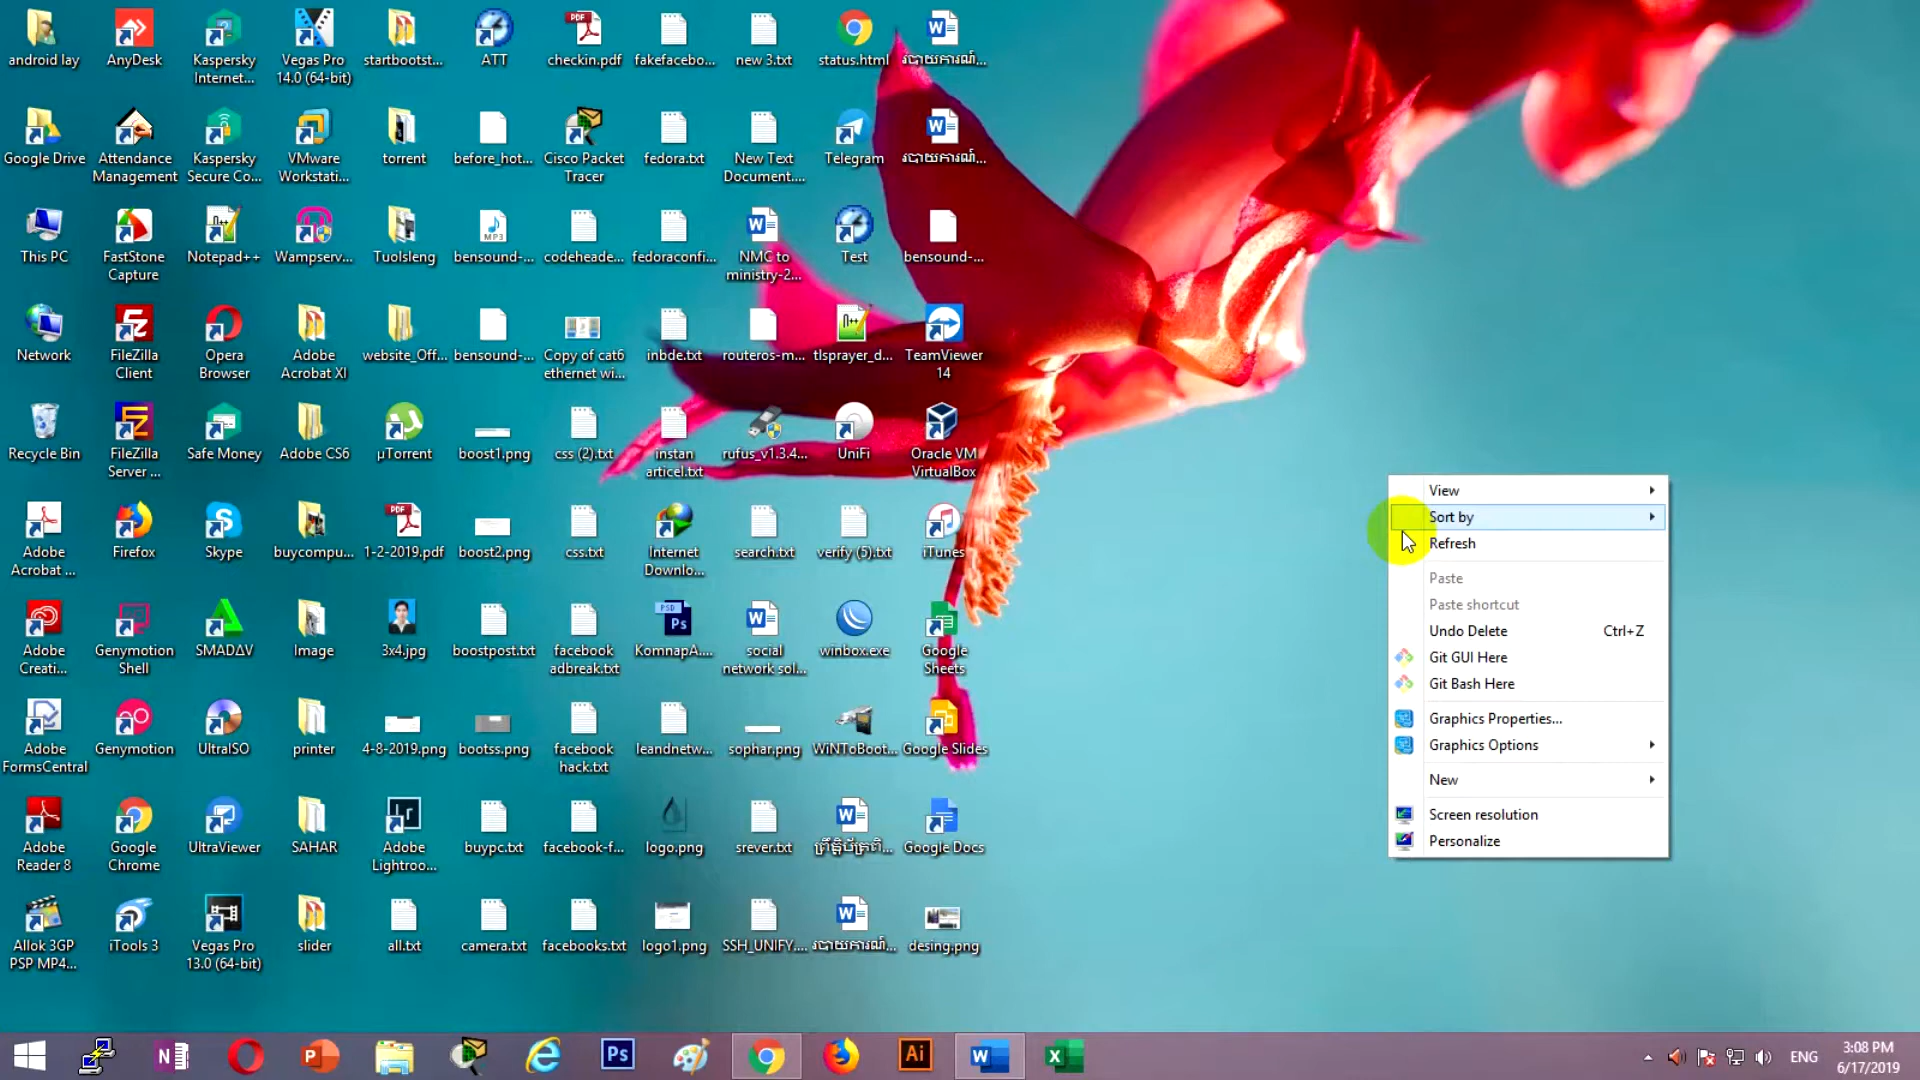 android lay
AnyDesk
Kaspersky
Internet...
Vegas Pro
14.0 (64-bit)
startbootst...
ATT
checkin.pdf
fakefacebo...
new 3.txt
status.html
របាយការណ៍...
Google Drive
Attendance
Management
Kaspersky
Secure Co...
VMware
Workstati...
torrent
before_hot...
Cisco Packet
Tracer
fedora.txt
New Text
Document....
Telegram
របាយការណ៍...
This PC
FastStone
Capture
Notepad++
Wampserv...
Tuolsleng
bensound-...
codeheade...
fedoraconfi...
NMC to
ministry-2...
Test
bensound-...
Network
FileZilla
Client
Opera
Browser
Adobe
Acrobat XI
website_Off...
bensound-...
Copy of cat6
ethernet wi...
inbde.txt
routeros-m...
tlsprayer_d...
TeamViewer
14
Recycle Bin
FileZilla
Server ...
Safe Money
Adobe CS6
µTorrent
boost1.png
css (2).txt
instan
articel.txt
rufus_v1.3.4...
UniFi
Oracle VM
VirtualBox
Adobe
Acrobat ...
Firefox
Skype
buycompu...
1-2-2019.pdf
boost2.png
css.txt
Internet
Downlo...
search.txt
verify (5).txt
iTunes
Adobe
Creati...
Genymotion
Shell
SMADΔV
Image
3x4.jpg
boostpost.txt
facebook
adbreak.txt
KomnapA....
social
network sol...
winbox.exe
Google
Sheets
Adobe
FormsCentral
Genymotion
UltraISO
printer
4-8-2019.png
bootss.png
facebook
hack.txt
leandnetw...
sophar.png
WiNToBoot...
Google Slides
Adobe
Reader 8
Google
Chrome
UltraViewer
SAHAR
Adobe
Lightroo...
buypc.txt
facebook-f...
logo.png
srever.txt
Google Docs
Allok 3GP
PSP MP4...
iTools 3
Vegas Pro
13.0 (64-bit)
slider
all.txt
camera.txt
facebooks.txt
logo1.png
SSH_UNIFY....
របាយការណ៍...
desing.png
View
Sort by
Refresh
Paste
Paste shortcut
Undo Delete Ctrl+Z
Git GUI Here
Git Bash Here
Graphics Properties...
Graphics Options
New
Screen resolution
Personalize
ENG
3:08 PM
6/17/2019